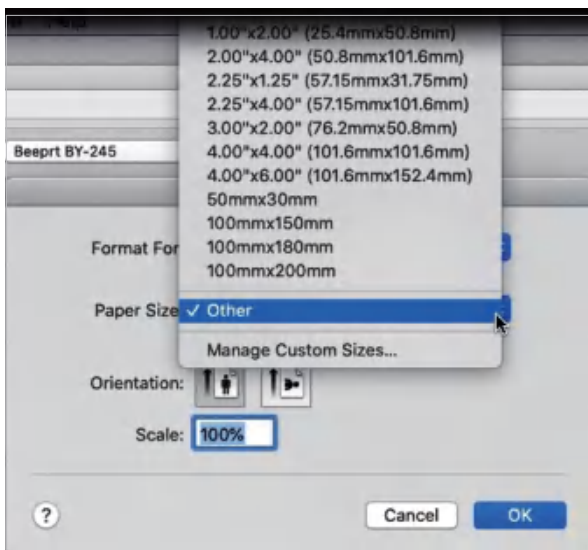 1.00"x2.00" (25.4mmx50.8mm)
2.00"x4.00" (50.8mmx101.6mm)
2.25"x1.25" (57.15mmx31.75mm)
2.25"x4.00" (57.15mmx101.6mm)
3.00"x2.00" (76.2mmx50.8mm)
4.00"x4.00" (101.6mmx101.6mm)
Beeprt BY-245
4.00"x6.00" (101.6mmx152.4mm)
50mmx30mm
100mmx150mm
Format For
100mmx180mm
100mmx200mm
Paper Size ✓ Other
Manage Custom Sizes...
Orientation:
Scale: 100%
? Cancel OK